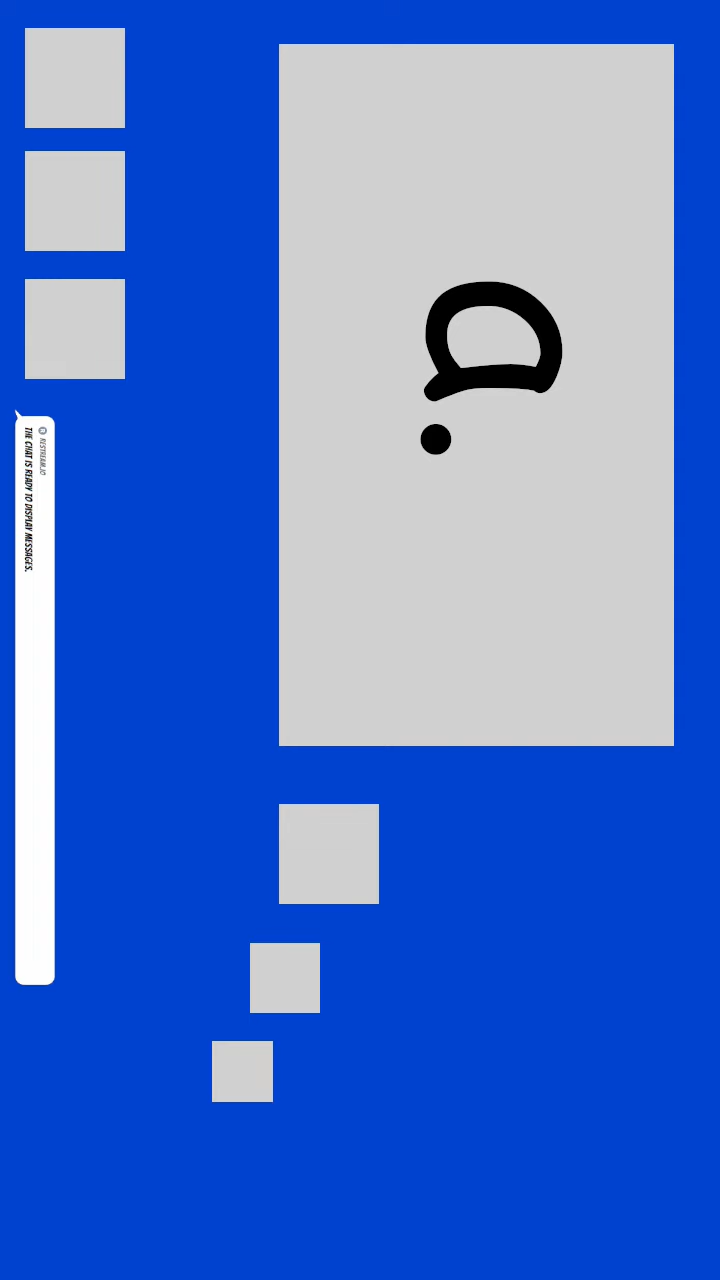 a.
RESTREAM.IO
THE CHAT IS READY TO DISPLAY MESSAGES.